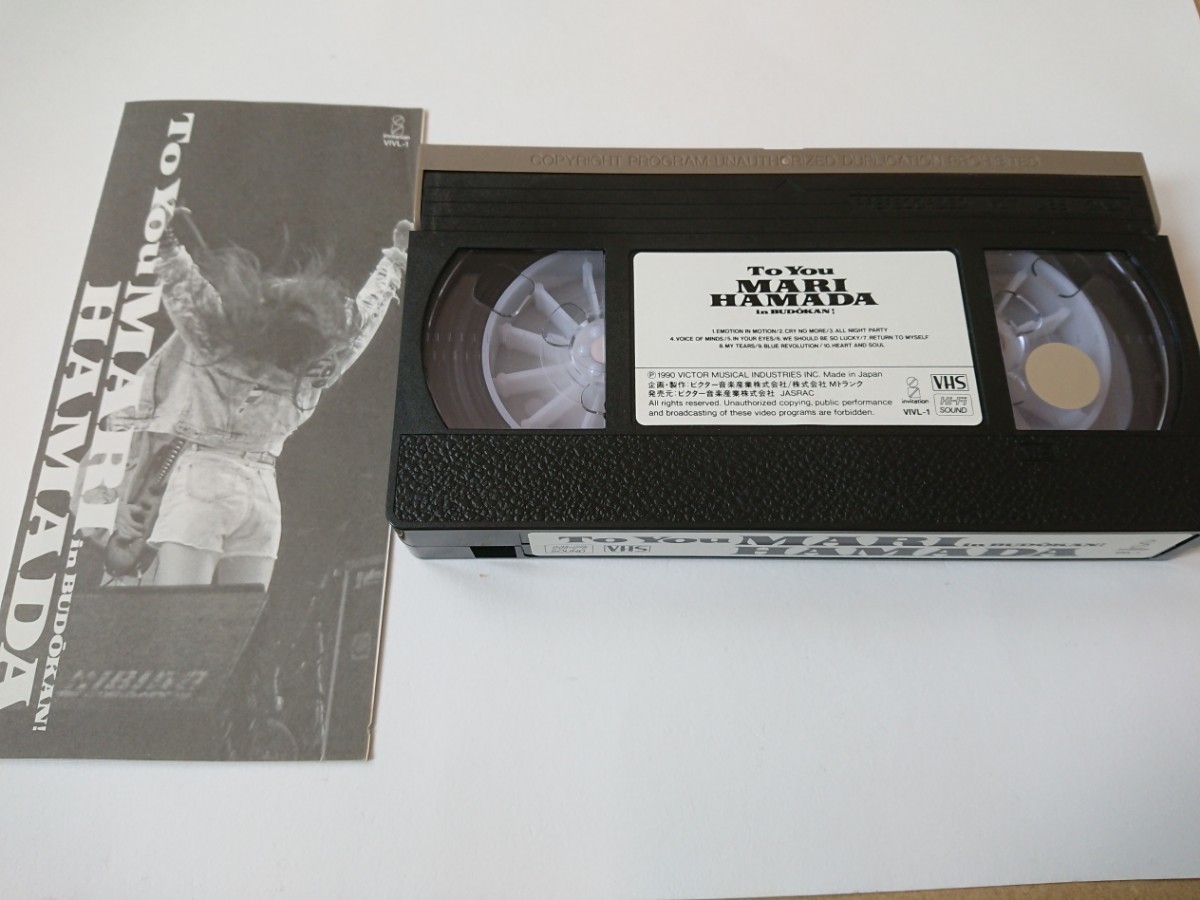 To You MARI
HAMADA
in BUDŌKAN!
invitation
VIVL-1
COPYRIGHT PROGRAM UNAUTHORIZED DUPLICATION PROHIBITED
To You
MARI
HAMADA
in BUDŌKAN!
1.EMOTION IN MOTION/2.CRY NO MORE/3.ALL NIGHT PARTY
4.VOICE OF MINDS/5.IN YOUR EYES/6.WE SHOULD BE SO LUCKY/7.RETURN TO MYSELF
8.MY TEARS/9.BLUE REVOLUTION/10.HEART AND SOUL
Ⓟ 1990 VICTOR MUSICAL INDUSTRIES INC. Made in Japan
企画・製作：ビクター音楽産業株式会社/株式会社 Mトランク
発売元：ビクター音楽産業株式会社 JASRAC
All rights reserved. Unauthorized copying, public performance
and broadcasting of these video programs are forbidden.
invitation
VIVL-1
VHS
HI-FI
SOUND
HI-FI
VHS
To You MARI in BUDŌKAN!
HAMADA